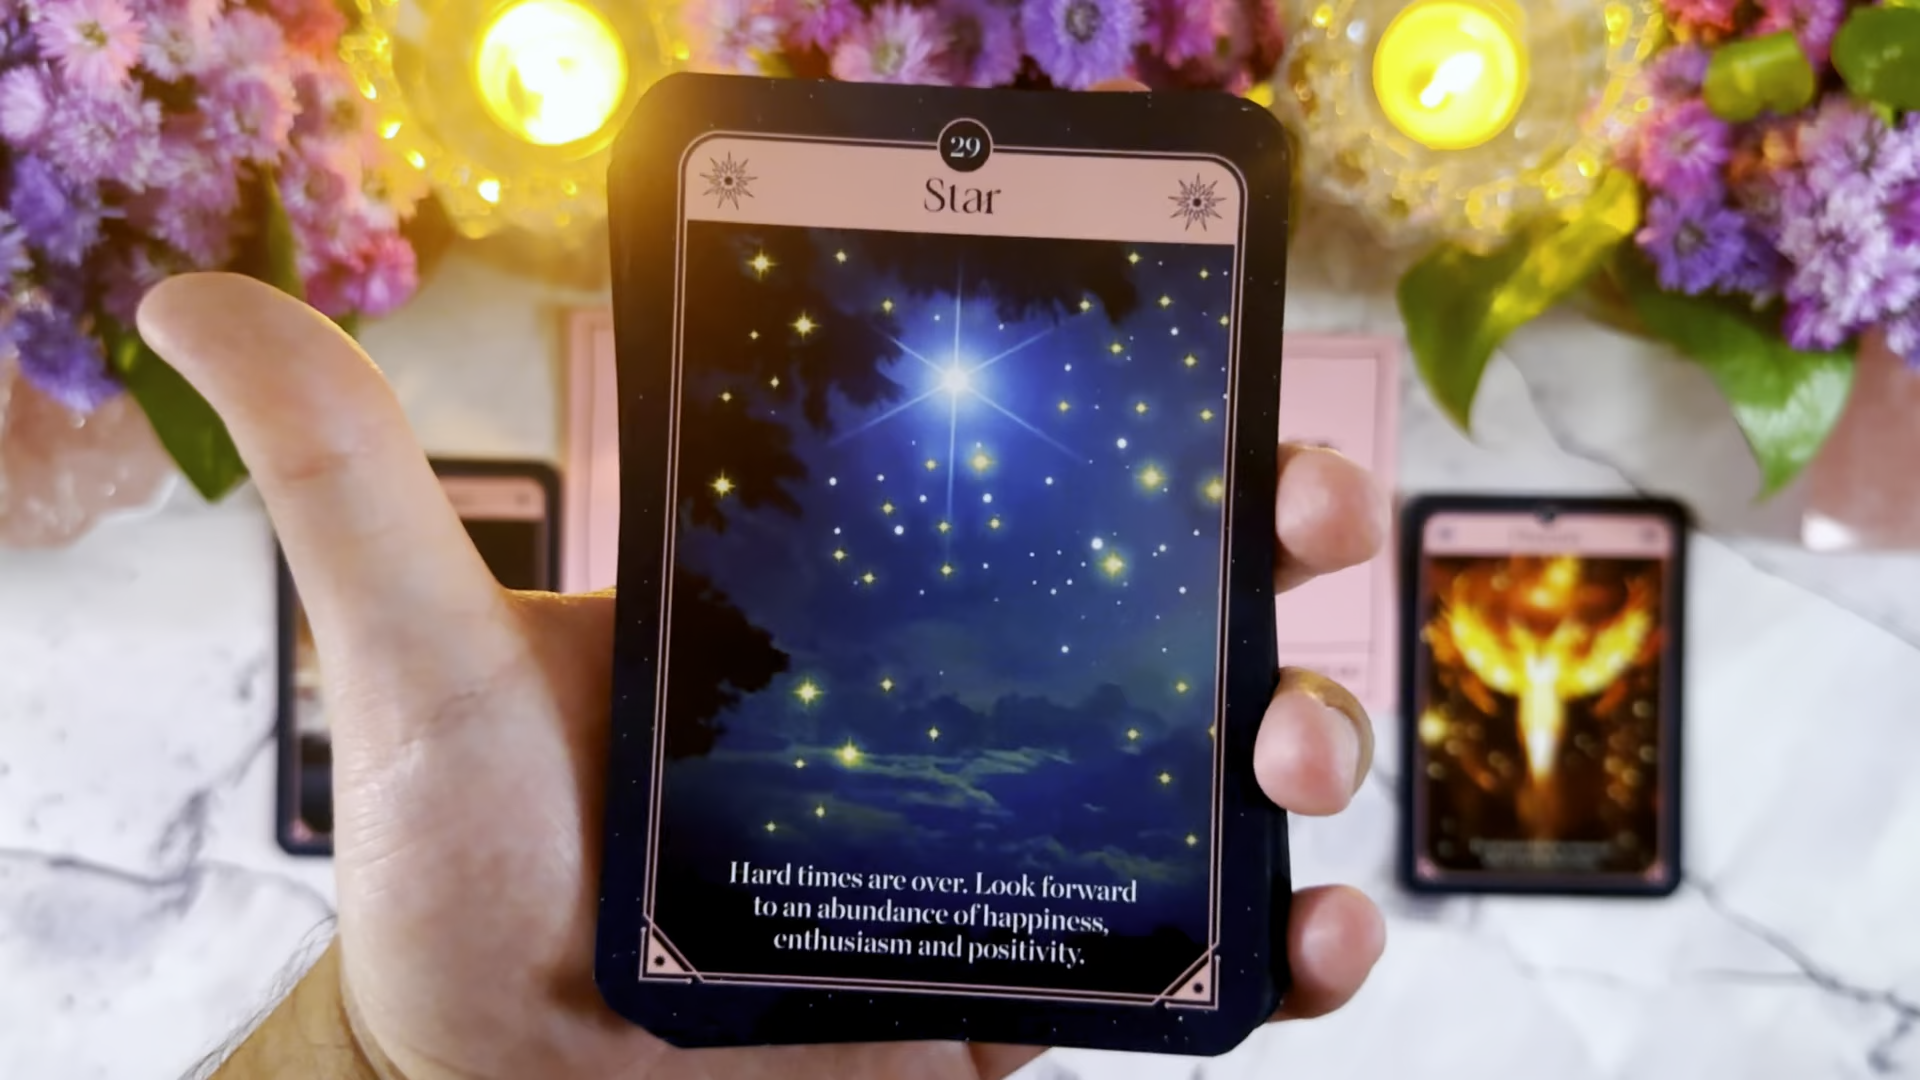 29
Star
Hard times are over. Look forward
to an abundance of happiness,
enthusiasm and positivity.